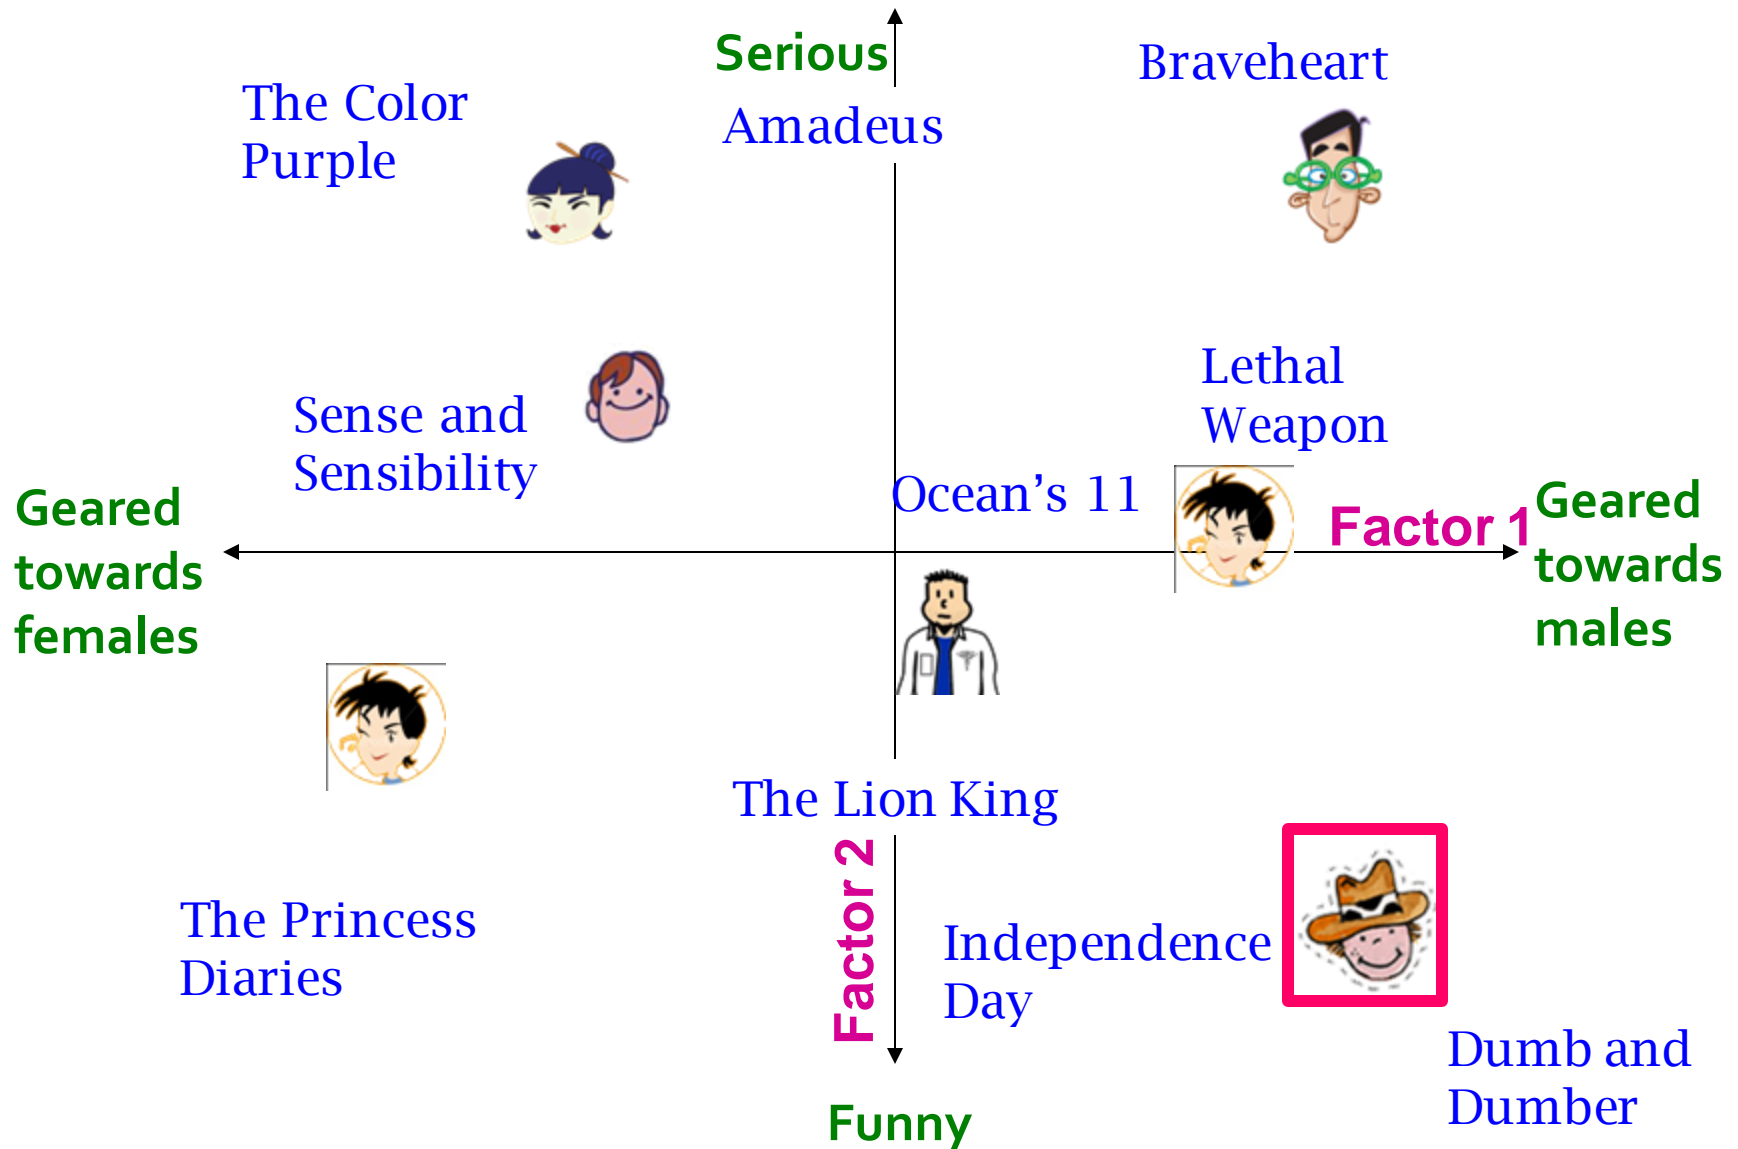 Serious
Braveheart
The Color
Purple
Amadeus
Lethal
Weapon
Sense and
Sensibility
Ocean’s 11
Geared
towards
females
Factor 1
Geared
towards
males
The Lion King
Factor 2
The Princess
Diaries
Independence
Day
Dumb and
Dumber
Funny